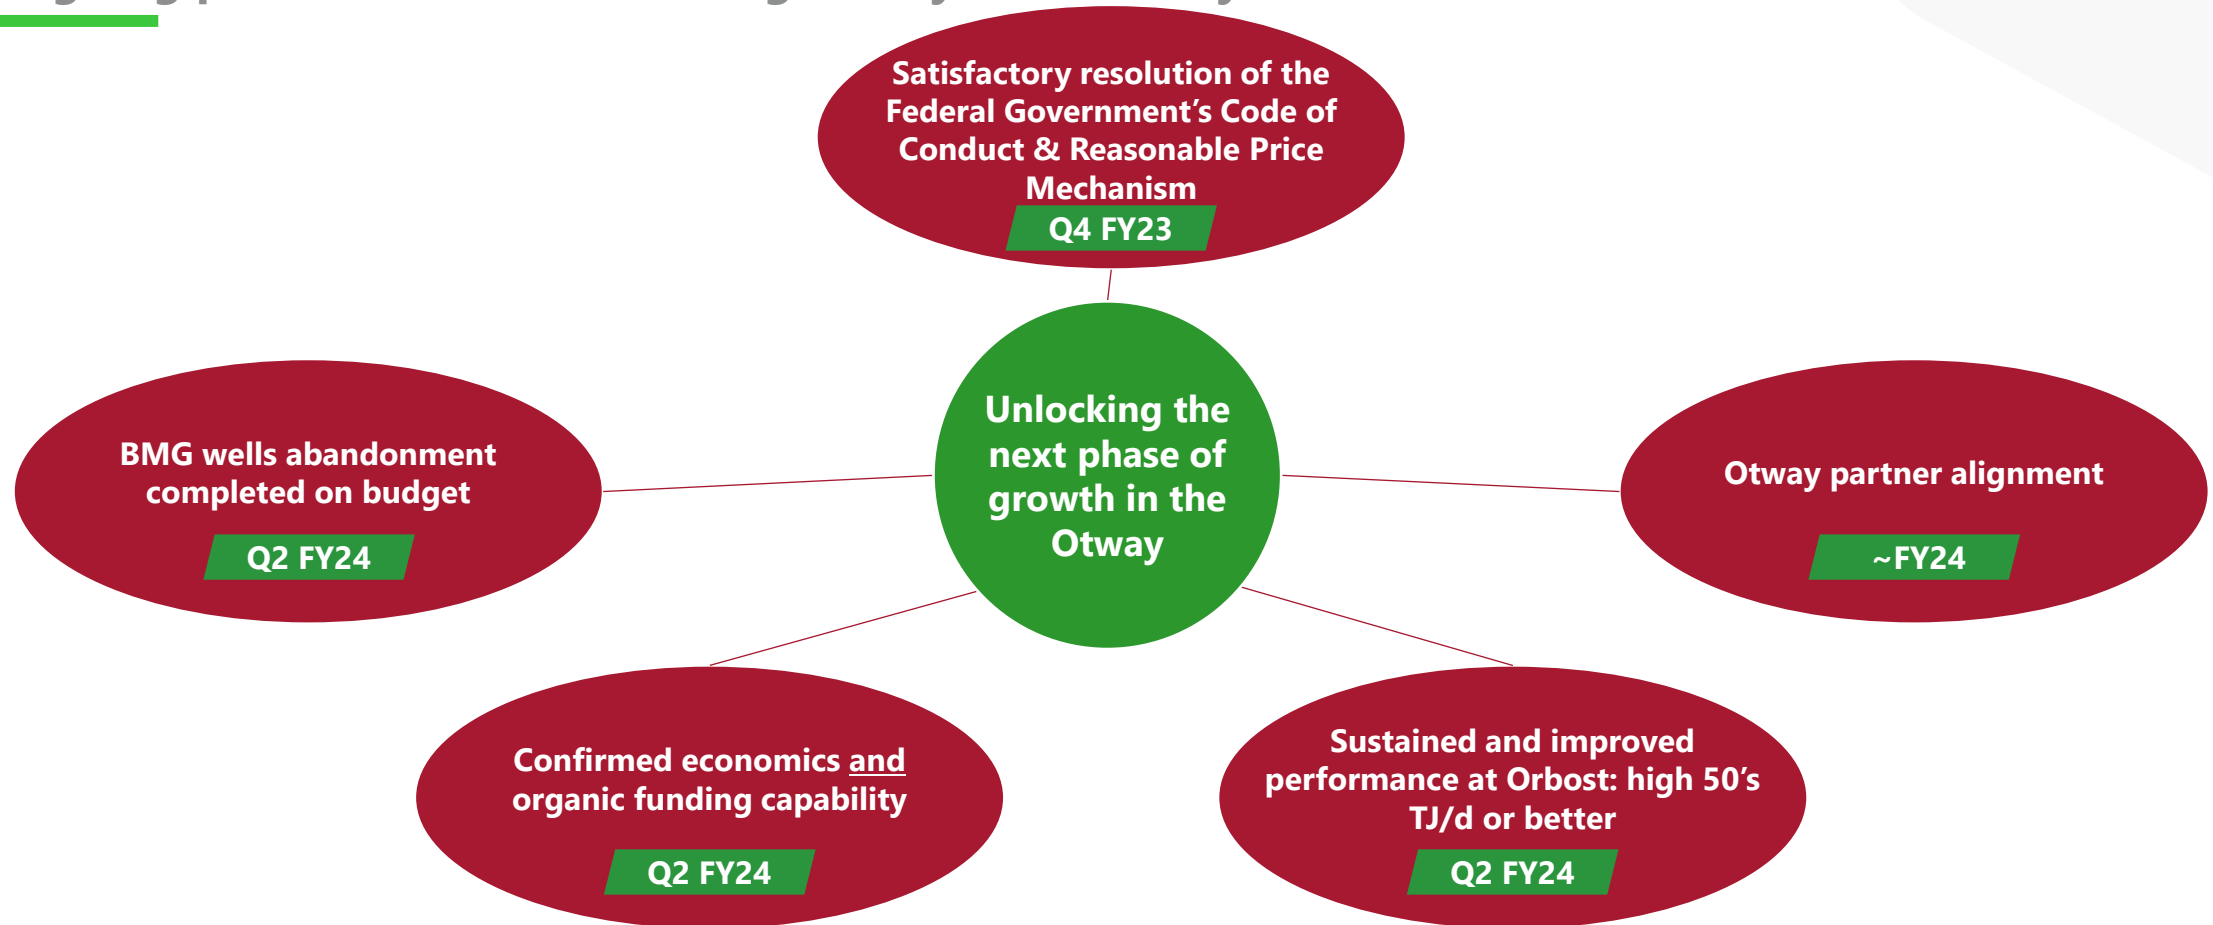 Satisfactory resolution of the
Federal Government’s Code of
Conduct & Reasonable Price
Mechanism
Q4 FY23
Unlocking the
next phase of
growth in the
Otway
BMG wells abandonment
completed on budget
Q2 FY24
Otway partner alignment
~FY24
Confirmed economics and
organic funding capability
Q2 FY24
Sustained and improved
performance at Orbost: high 50’s
TJ/d or better
Q2 FY24